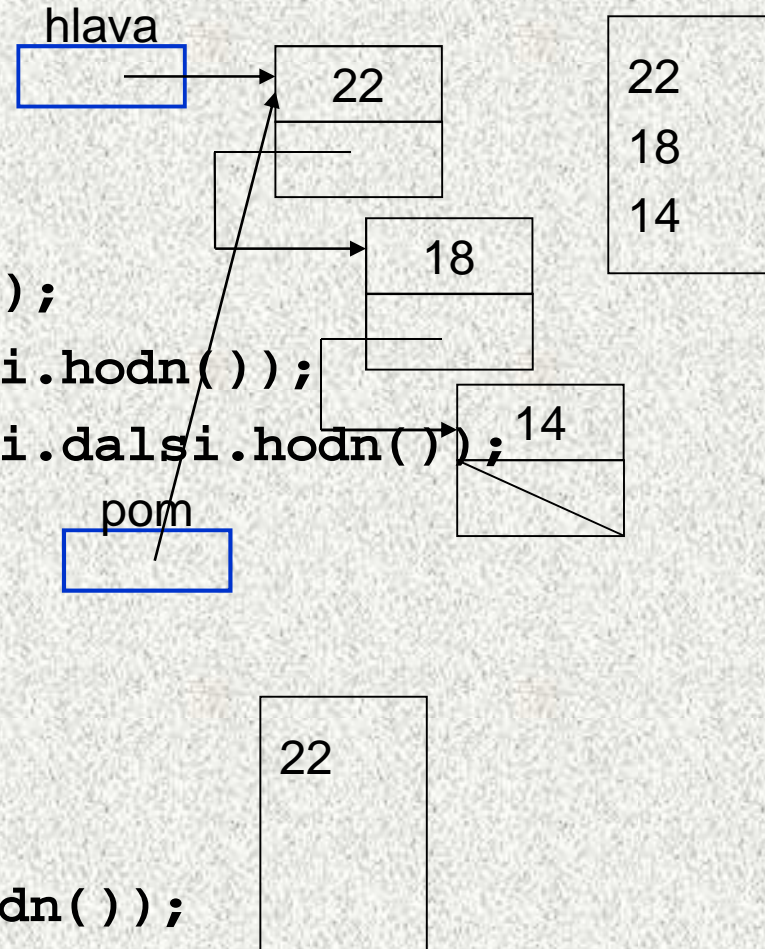 hlava
22
22
18
14
18
);
i.hodn());
i.dalsi.hodn());
14
pom
22
dn());